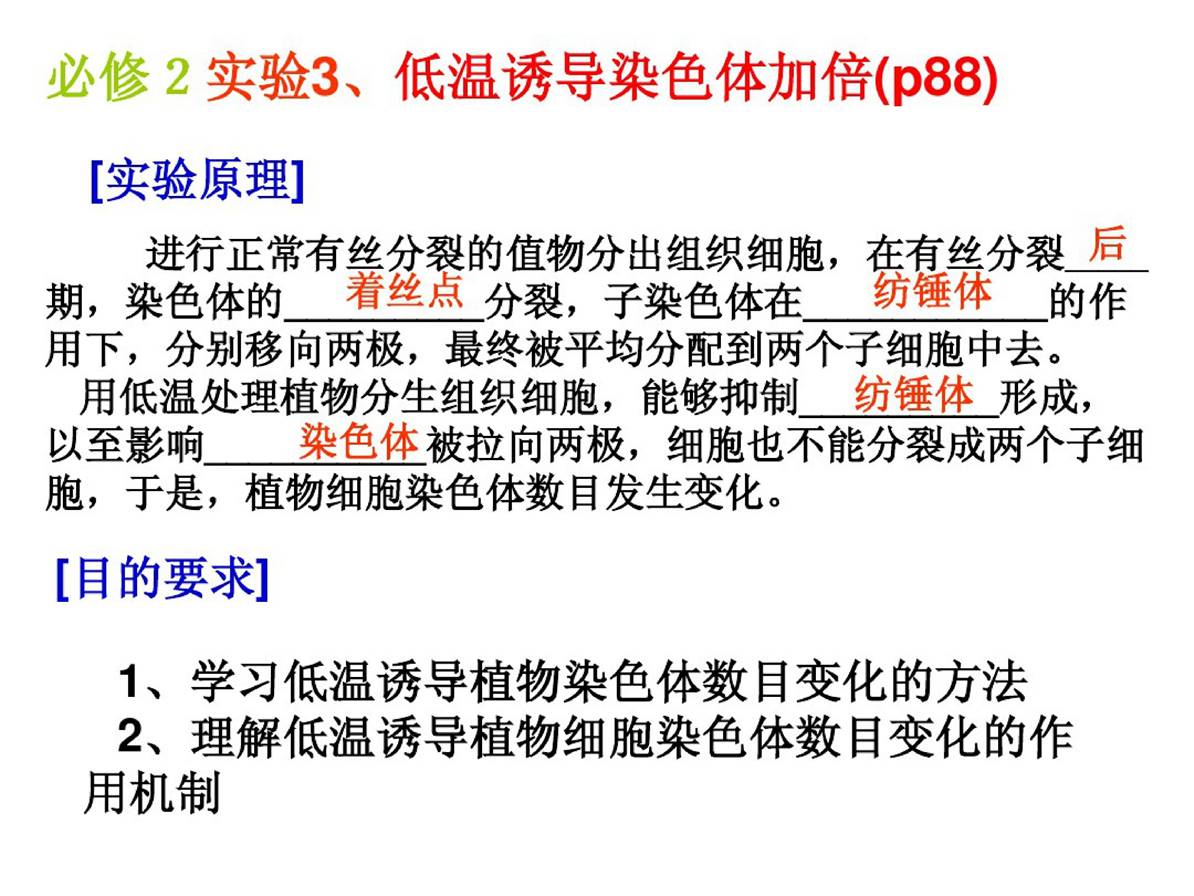 必修2 实验3、低温诱导染色体加倍(p88)
[实验原理]
进行正常有丝分裂的值物分出组织细胞，在有丝分裂 后
期，染色体的 着丝点 分裂，子染色体在 纺锤体 的作
用下，分别移向两极，最终被平均分配到两个子细胞中去。
用低温处理植物分生组织细胞，能够抑制 纺锤体 形成，
以至影响 染色体 被拉向两极，细胞也不能分裂成两个子细
胞，于是，植物细胞染色体数目发生变化。
[目的要求]
1、学习低温诱导植物染色体数目变化的方法
2、理解低温诱导植物细胞染色体数目变化的作
用机制